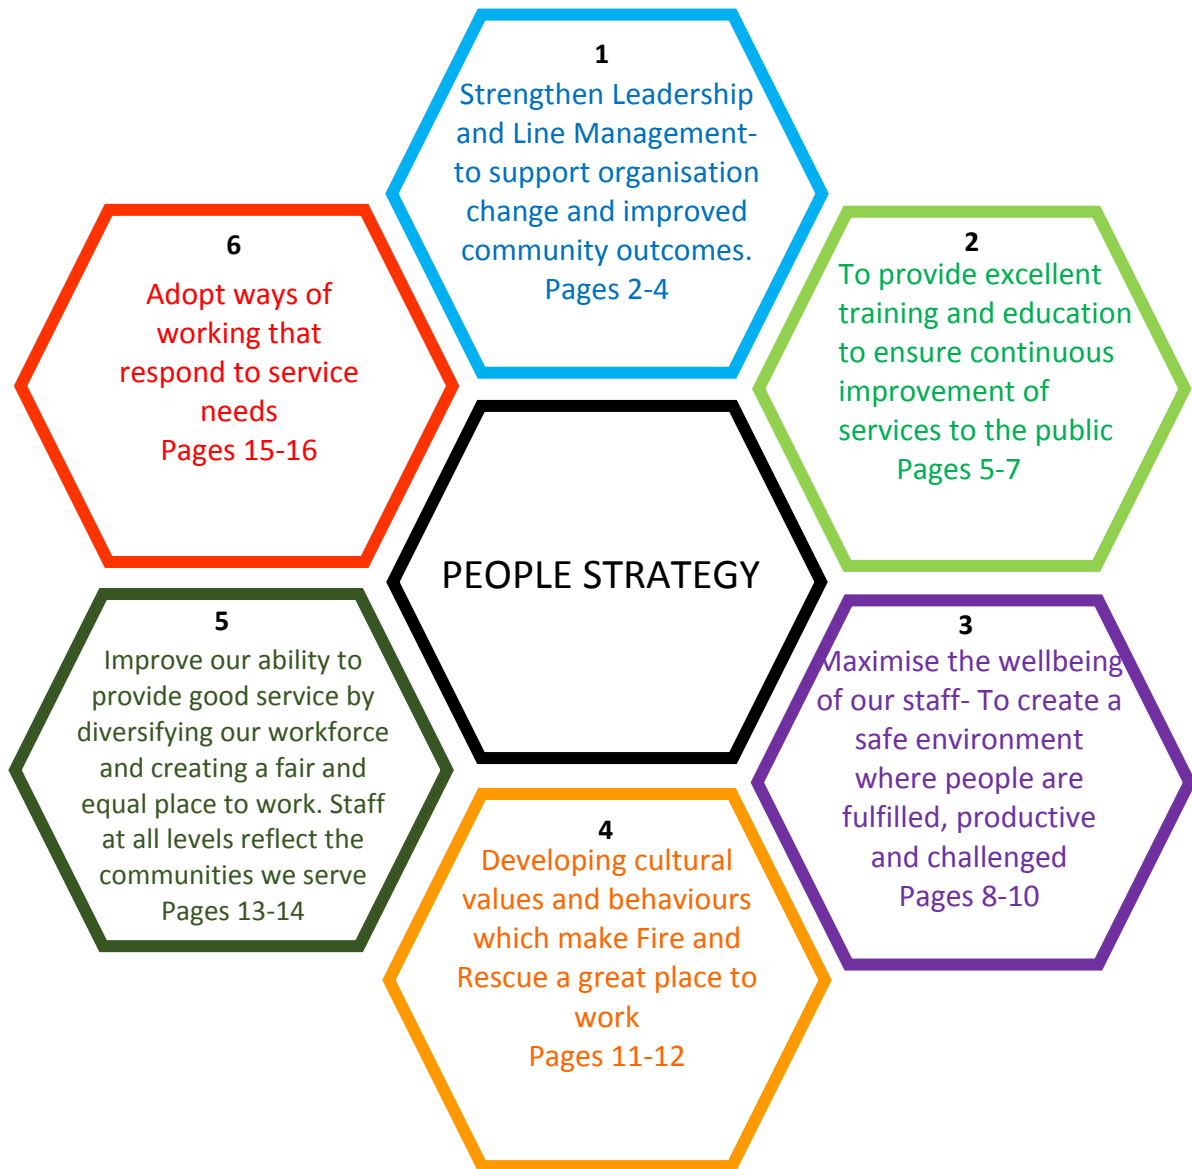 1
Strengthen Leadership
and Line Management-
to support organisation
change and improved
community outcomes.
Pages 2-4
2
To provide excellent
training and education
to ensure continuous
improvement of
services to the public
Pages 5-7
3
Maximise the wellbeing
of our staff- To create a
safe environment
where people are
fulfilled, productive
and challenged
Pages 8-10
4
Developing cultural
values and behaviours
which make Fire and
Rescue a great place to
work
Pages 11-12
5
Improve our ability to
provide good service by
diversifying our workforce
and creating a fair and
equal place to work. Staff
at all levels reflect the
communities we serve
Pages 13-14
6
Adopt ways of
working that
respond to service
needs
Pages 15-16
PEOPLE STRATEGY